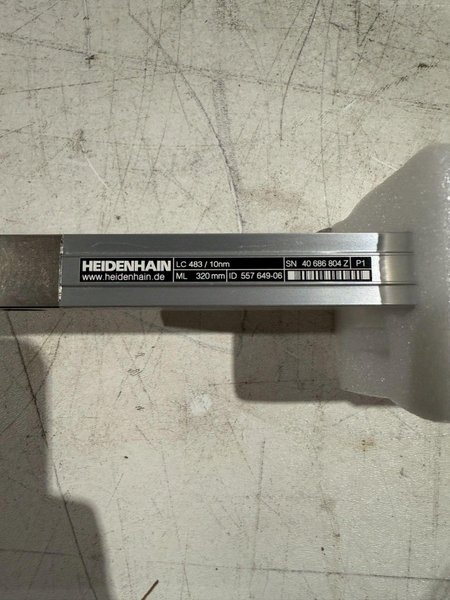 HEIDENHAIN LC 483 / 10nm SN 40 686 804 Z P1
www.heidenhain.de ML 320 mm ID 557 649-06